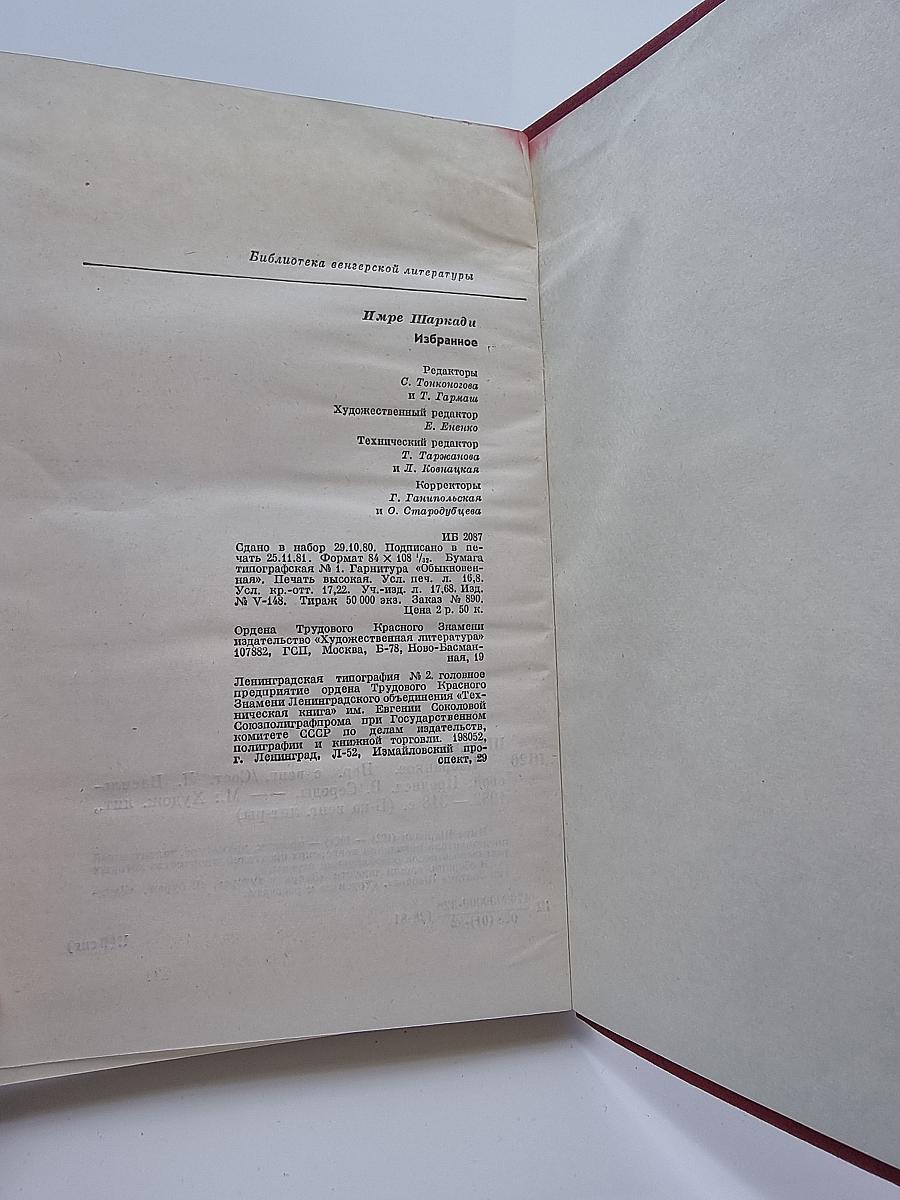 Библиотека венгерской литературы
Имре Шаркади
Избранное
Редакторы
С. Тонконогова
и Т. Гармаш
Художественный редактор
Е. Ененко
Технический редактор
Т. Таржанова
и Л. Ковнацкая
Корректоры
Г. Ганипольская
и О. Стародубцева
ИБ 2087
Сдано в набор 29.10.80. Подписано в пе-
чать 25.11.81. Формат 84 × 108 1/32. Бумага
типографская № 1. Гарнитура «Обыкновен-
ная». Печать высокая. Усл. печ. л. 16,8.
Усл. кр.-отт. 17,22. Уч.-изд. л. 17,68. Изд.
№ V-148. Тираж 50 000 экз. Заказ № 890.
Цена 2 р. 50 к.
Ордена Трудового Красного Знамени
издательство «Художественная литература»
107882, ГСП, Москва, Б-78, Ново-Басман-
ная, 19
Ленинградская типография № 2, головное
предприятие ордена Трудового Красного
Знамени Ленинградского объединения «Тех-
ническая книга» им. Евгении Соколовой
Союзполиграфпрома при Государственном
комитете СССР по делам издательств,
полиграфии и книжной торговли. 198052,
г. Ленинград, Л-52, Измайловский про-
спект, 29